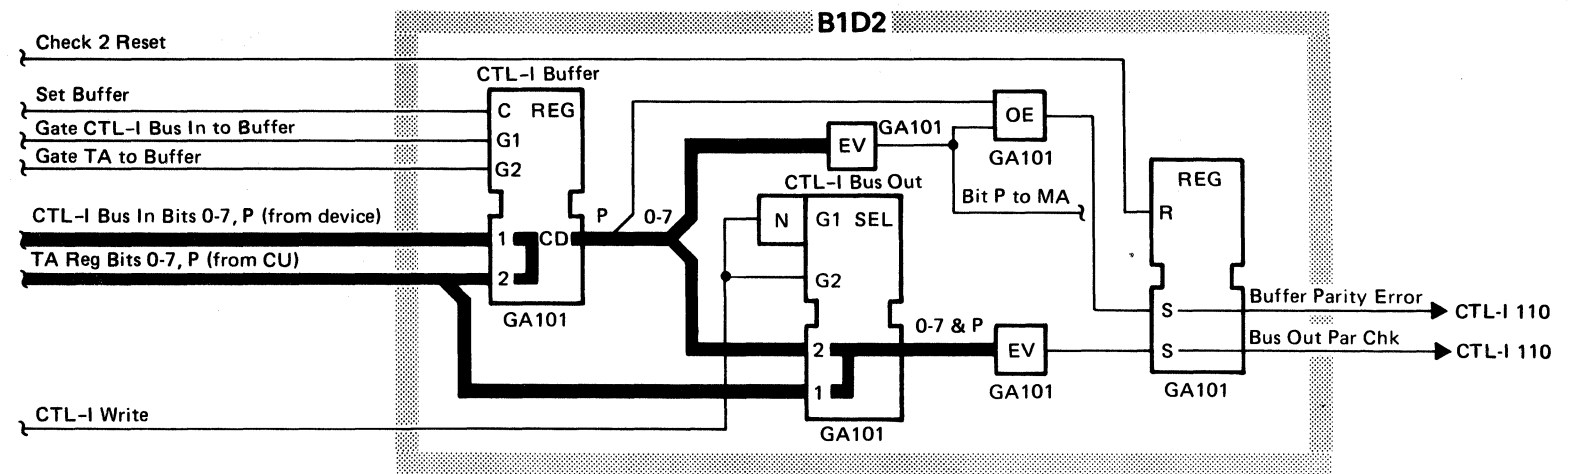 B1D2
Check 2 Reset
CTL-I Buffer
Set Buffer
C REG
Gate CTL-I Bus In to Buffer
G1
Gate TA to Buffer
G2
OE
GA101
EV
GA101
CTL-I Bus Out
Bit P to MA
REG
R
CTL-I Bus In Bits 0-7, P (from device)
1
CD
P
0-7
N
G1 SEL
TA Reg Bits 0-7, P (from CU)
2
G2
GA101
S
Buffer Parity Error
CTL-I 110
0-7 & P
2
EV
S
Bus Out Par Chk
CTL-I 110
1
GA101
GA101
CTL-I Write
GA101